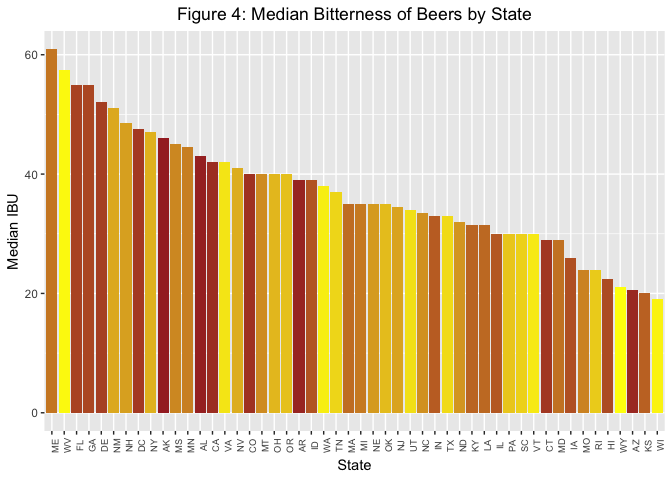 Figure 4: Median Bitterness of Beers by State
Median IBU
60
40
20
0
ME WV FL GA DE NM NH DC NY AK MS MN AL CA VA NV CO MT OH OR AR ID WA TN MA MI NE OK NJ UT NC IN TX ND KY LA IL PA SC VT CT MD IA MO RI HI WY AZ KS WI
State